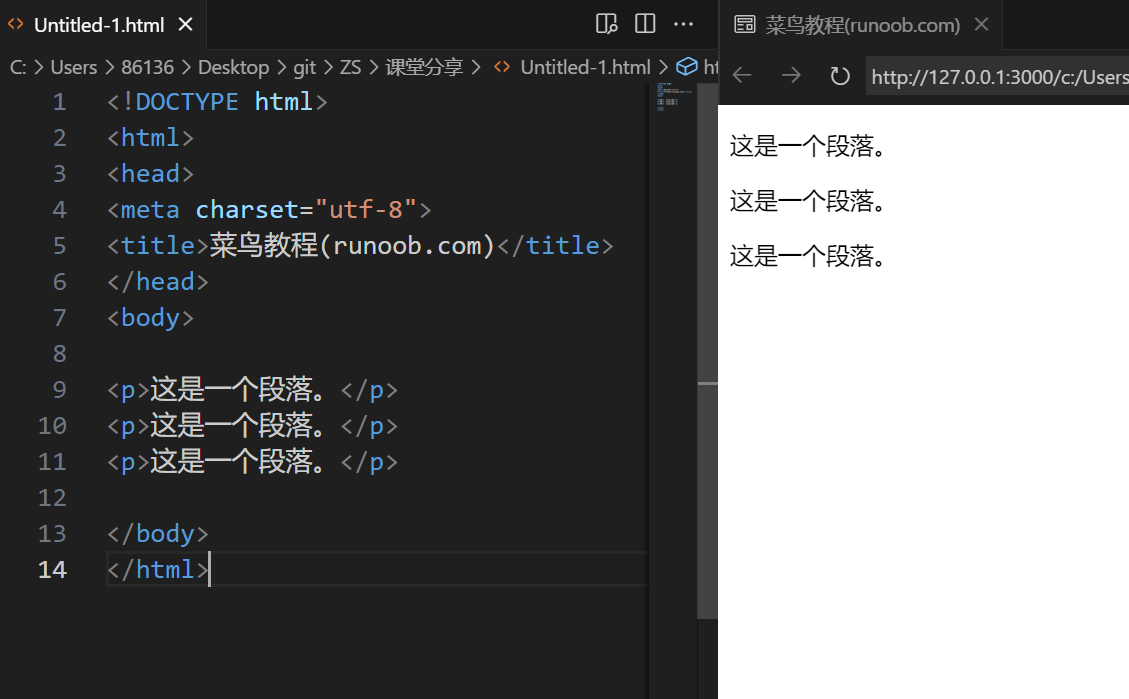 Untitled-1.html
C: > Users > 86136 > Desktop > git > ZS > 课堂分享 > Untitled-1.html > ht
1 <!DOCTYPE html>
2 <html>
3 <head>
4 <meta charset="utf-8">
5 <title>菜鸟教程(runoob.com)</title>
6 </head>
7 <body>
8
9 <p>这是一个段落。</p>
10 <p>这是一个段落。</p>
11 <p>这是一个段落。</p>
12
13 </body>
14 </html>
菜鸟教程(runoob.com)
http://127.0.0.1:3000/c:/Users
这是一个段落。
这是一个段落。
这是一个段落。